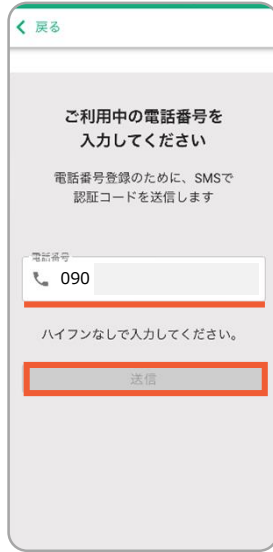 戻る
ご利用中の電話番号を
入力してください
電話番号登録のために、SMSで
認証コードを送信します
電話番号
090
ハイフンなしで入力してください。
送信